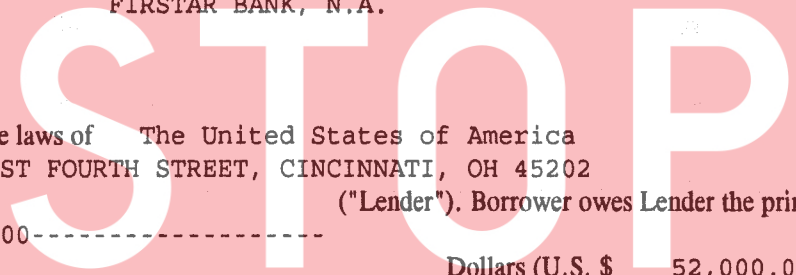 FIRSTAR BANK, N.A.
STOP
e laws of The United States of America
ST FOURTH STREET, CINCINNATI, OH 45202
("Lender"). Borrower owes Lender the prin
00-------------------
Dollars (U.S. $ 52,000.0